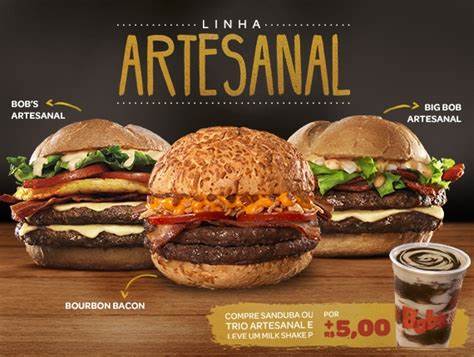 LINHA
ARTESANAL
BOB'S
ARTESANAL
BIG BOB
ARTESANAL
BOURBON BACON
COMPRE SANDUBA OU
TRIO ARTESANAL E
LEVE UM MILK SHAKE P
POR
+R$5,00
Bob's